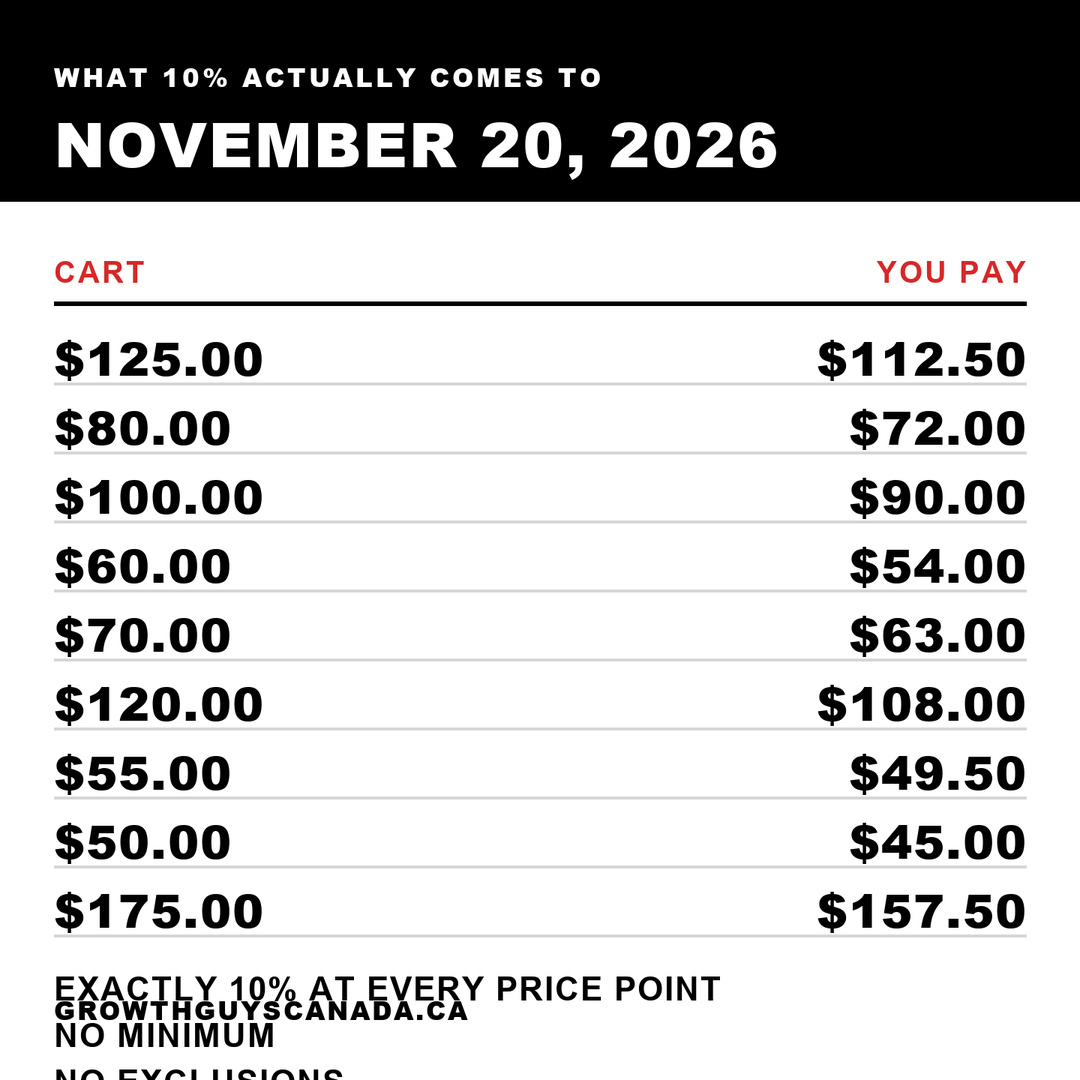 WHAT 10% ACTUALLY COMES TO
NOVEMBER 20, 2026
CART YOU PAY
$125.00 $112.50
$80.00 $72.00
$100.00 $90.00
$60.00 $54.00
$70.00 $63.00
$120.00 $108.00
$55.00 $49.50
$50.00 $45.00
$175.00 $157.50
EXACTLY 10% AT EVERY PRICE POINT
GROWTHGUYSCANADA.CA
NO MINIMUM
NO EXCLUSIONS